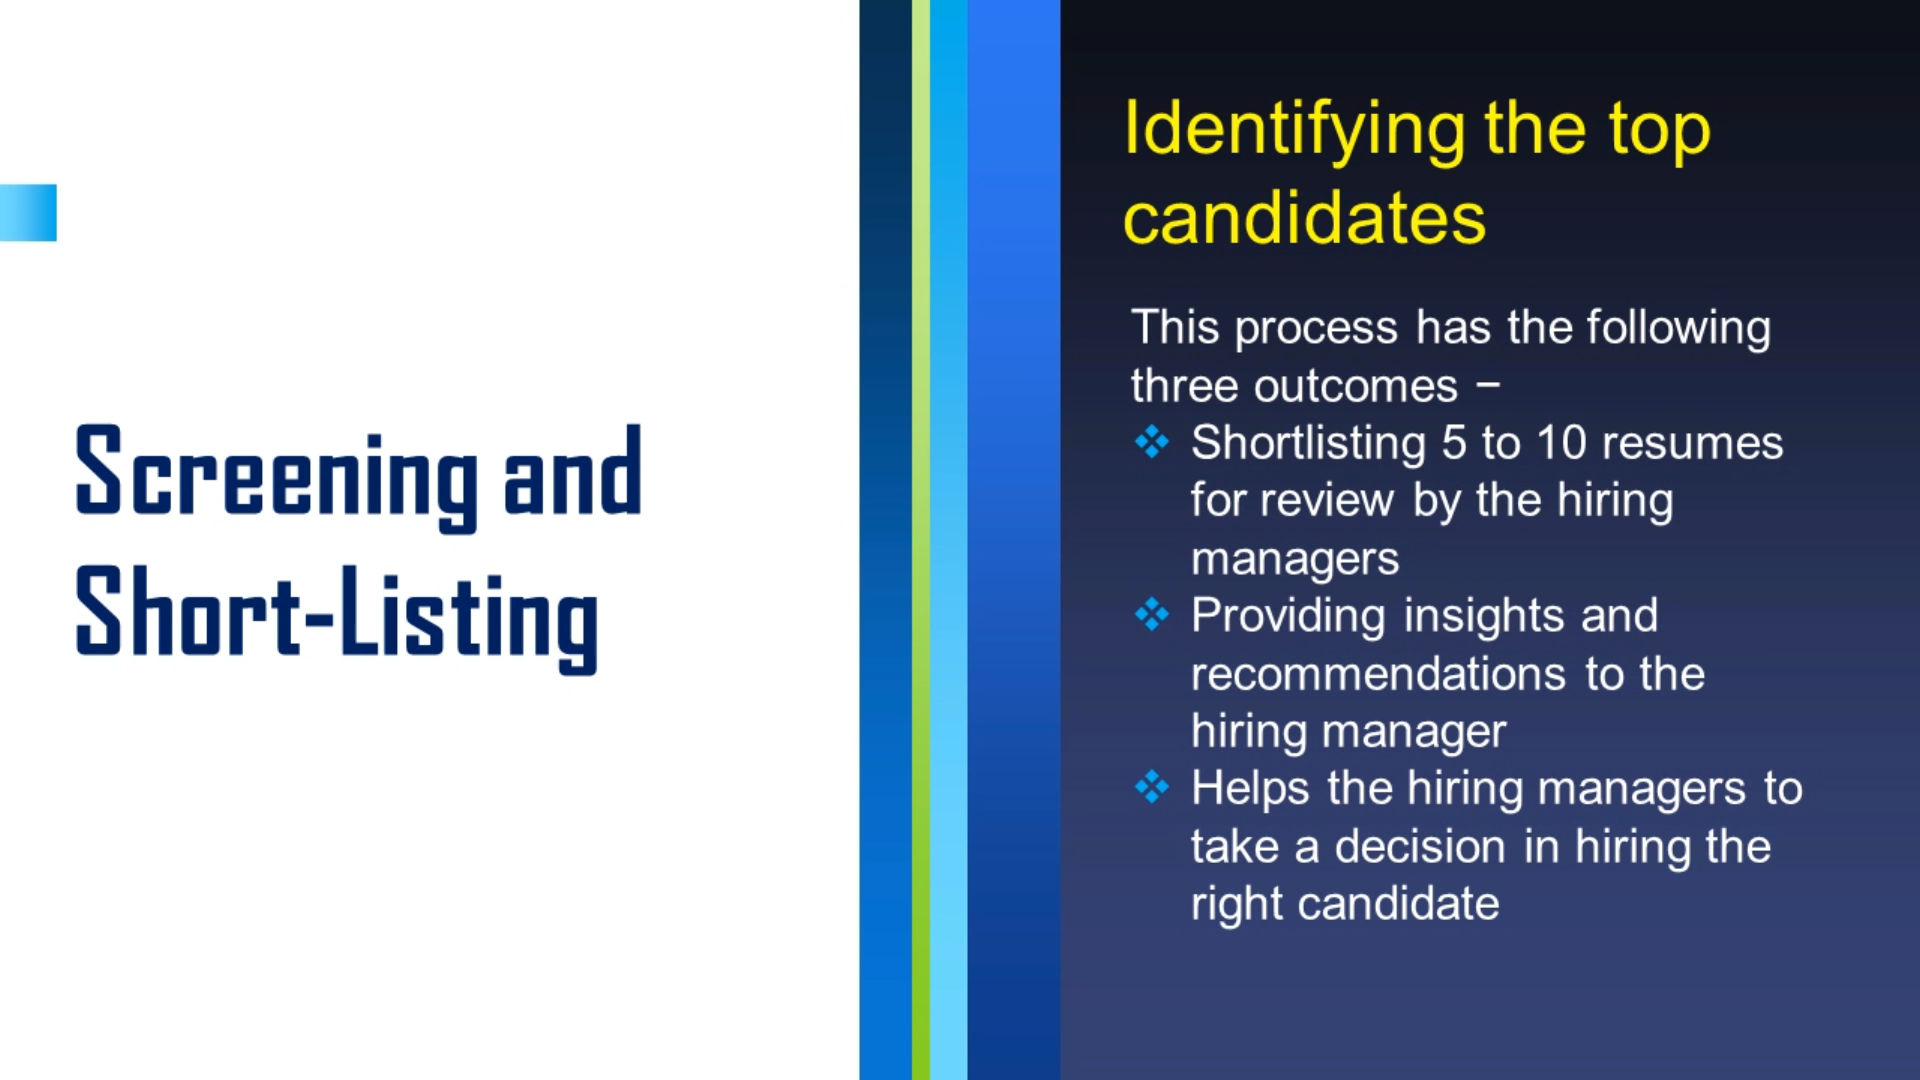 Screening and
Short-Listing
Identifying the top
candidates
This process has the following
three outcomes −
❖ Shortlisting 5 to 10 resumes
for review by the hiring
managers
❖ Providing insights and
recommendations to the
hiring manager
❖ Helps the hiring managers to
take a decision in hiring the
right candidate